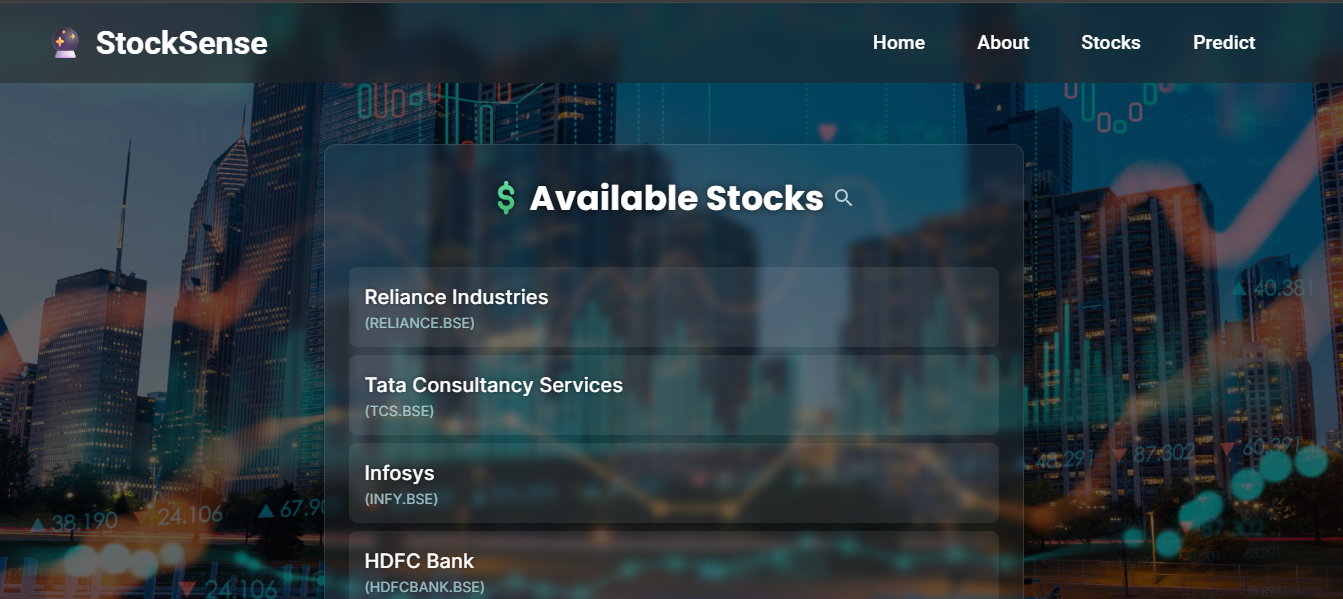 StockSense
Home About Stocks Predict
$ Available Stocks
Reliance Industries
(RELIANCE.BSE)
Tata Consultancy Services
(TCS.BSE)
Infosys
(INFY.BSE)
HDFC Bank
(HDFCBANK.BSE)
40.381
48.291 87.302 60.391
38.190 24.106 67.90
24.106